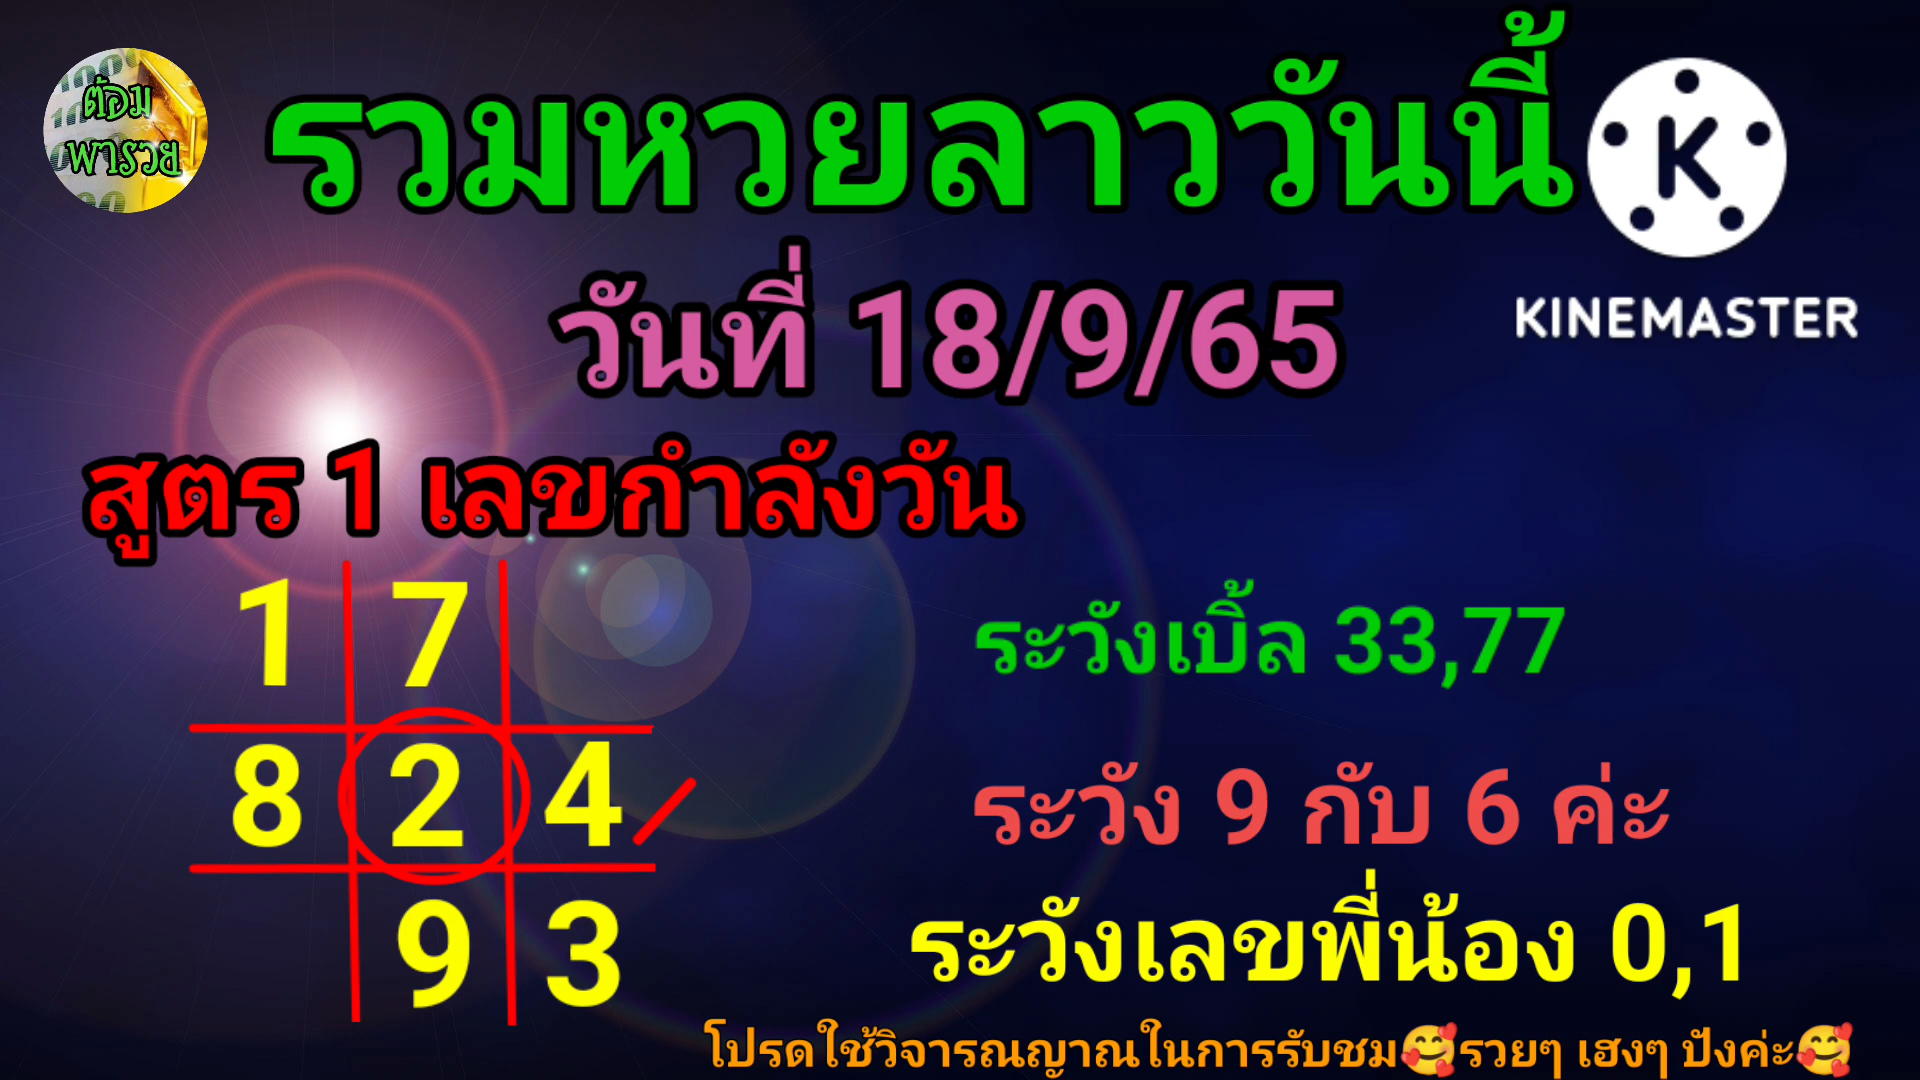 ต้อม
พารวย
รวมหวยลาววันนี้
K
KINEMASTER
วันที่ 18/9/65
สูตร 1 เลขกำลังวัน
1 7
8 2 4
9 3
ระวังเบิ้ล 33,77
ระวัง 9 กับ 6 ค่ะ
ระวังเลขพี่น้อง 0,1
โปรดใช้วิจารณญาณในการรับชม🥰รวยๆ เฮงๆ ปังค่ะ🥰